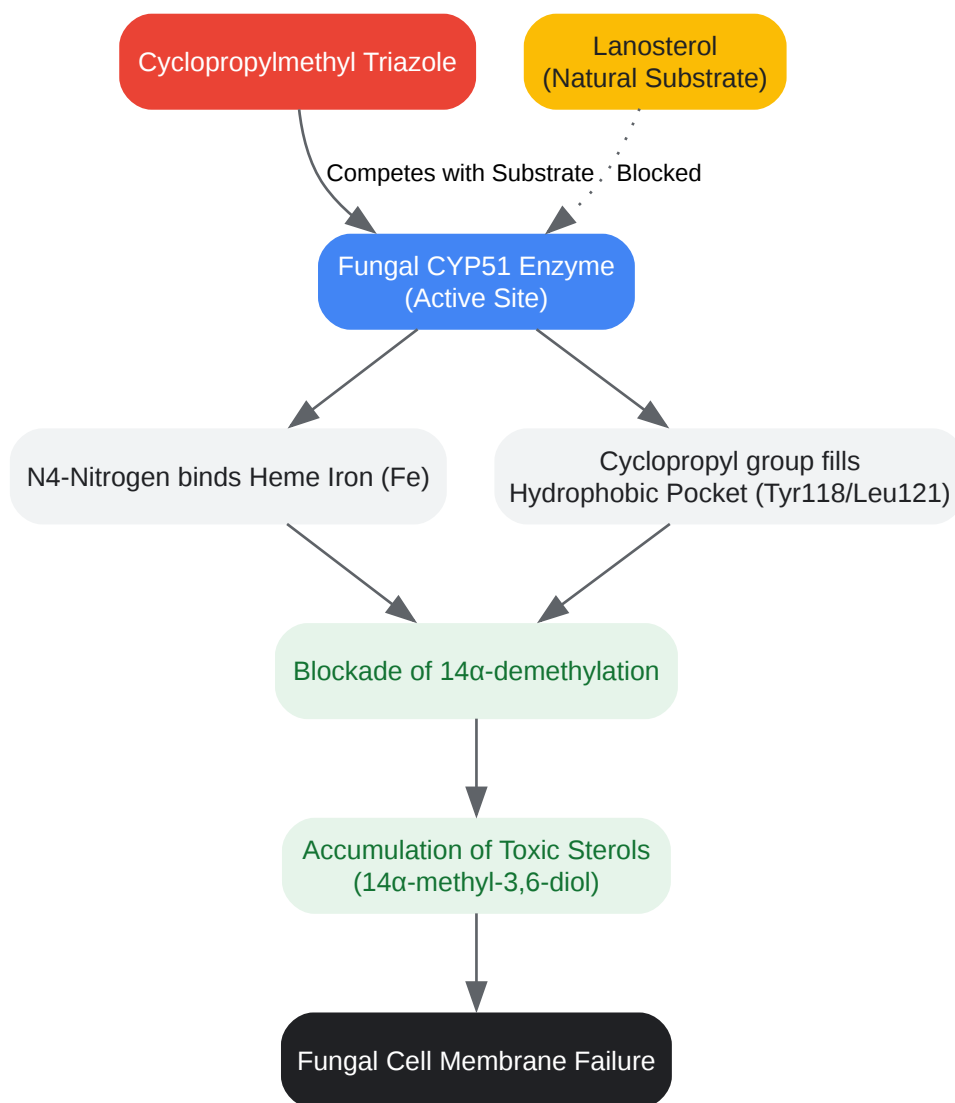 Cyclopropylmethyl Triazole
Lanosterol
(Natural Substrate)
Competes with Substrate
Blocked
Fungal CYP51 Enzyme
(Active Site)
N4-Nitrogen binds Heme Iron (Fe)
Cyclopropyl group fills
Hydrophobic Pocket (Tyr118/Leu121)
Blockade of 14α-demethylation
Accumulation of Toxic Sterols
(14α-methyl-3,6-diol)
Fungal Cell Membrane Failure